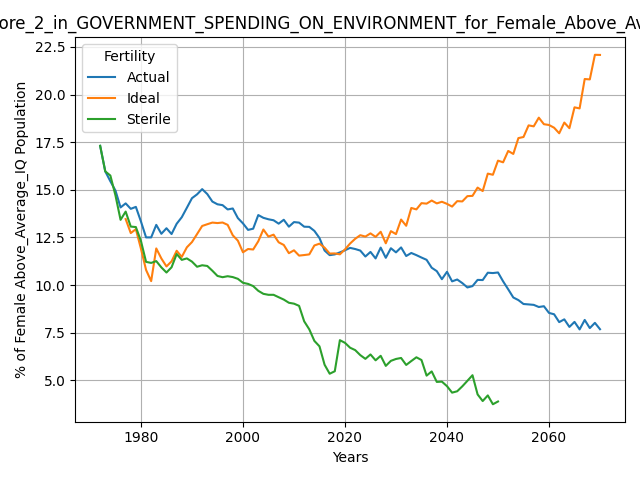 ore_2_in_GOVERNMENT_SPENDING_ON_ENVIRONMENT_for_Female_Above_Av
Fertility
Actual
Ideal
Sterile
22.5
20.0
17.5
15.0
12.5
10.0
7.5
5.0
% of Female Above_Average_IQ Population
1980
2000
2020
2040
2060
Years